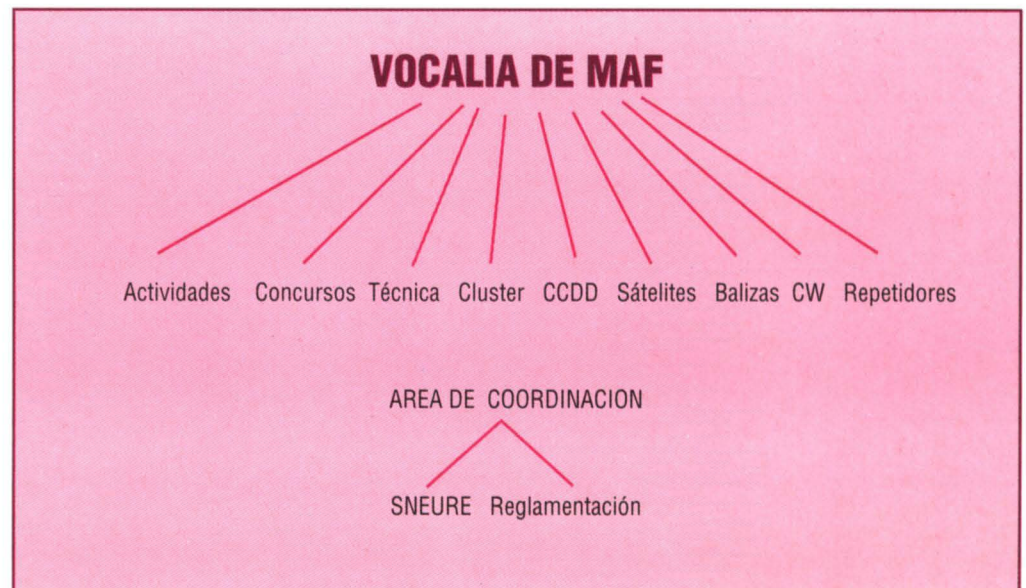 VOCALIA DE MAF
Actividades Concursos Técnica Cluster CCDD Sátelites Balizas CW Repetidores
AREA DE COORDINACION
SNEURE Reglamentación